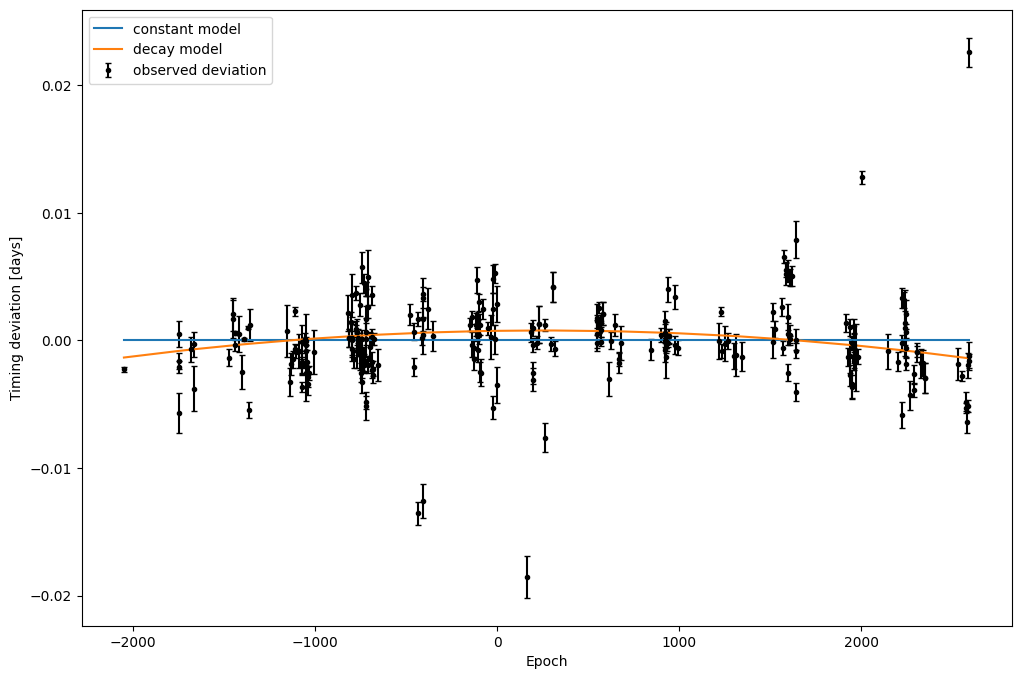 constant model
decay model
observed deviation
Timing deviation [days]
0.02
0.01
0.00
−0.01
−0.02
−2000
−1000
0
1000
2000
Epoch